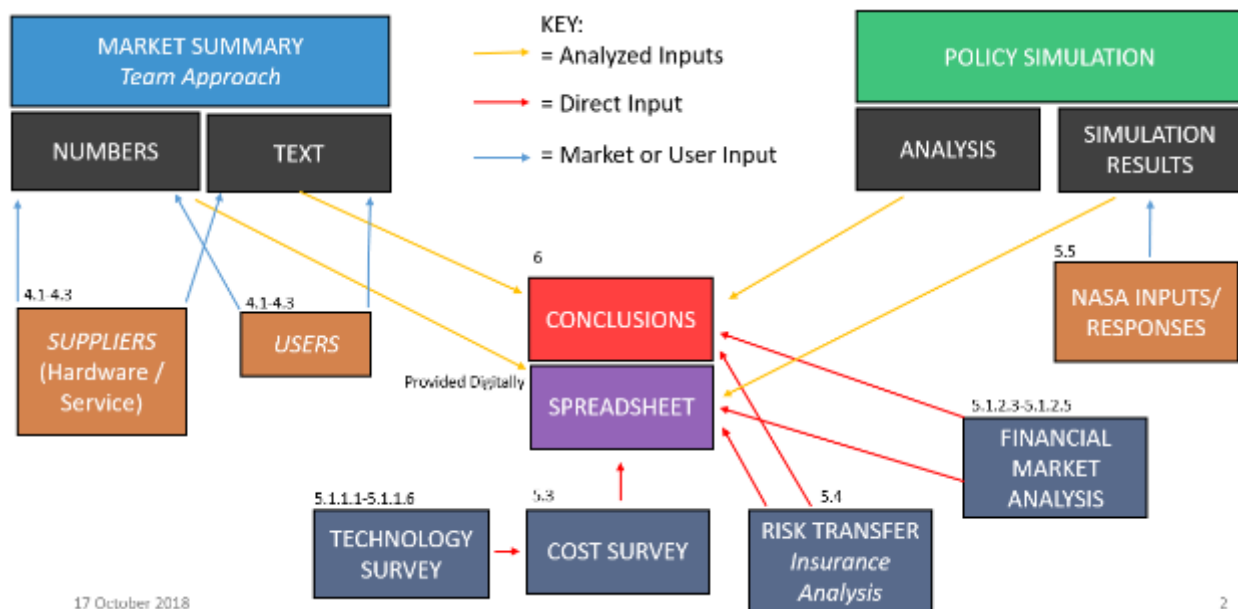 MARKET SUMMARY
Team Approach
NUMBERS
TEXT
KEY:
= Analyzed Inputs
= Direct Input
= Market or User Input
POLICY SIMULATION
ANALYSIS
SIMULATION
RESULTS
4.1-4.3
SUPPLIERS
(Hardware /
Service)
4.1-4.3
USERS
6
CONCLUSIONS
Provided Digitally
SPREADSHEET
5.5
NASA INPUTS/
RESPONSES
5.1.2.3-5.1.2.5
FINANCIAL
MARKET
ANALYSIS
5.1.1.1-5.1.1.6
TECHNOLOGY
SURVEY
5.3
COST SURVEY
5.4
RISK TRANSFER
Insurance
Analysis
17 October 2018
2